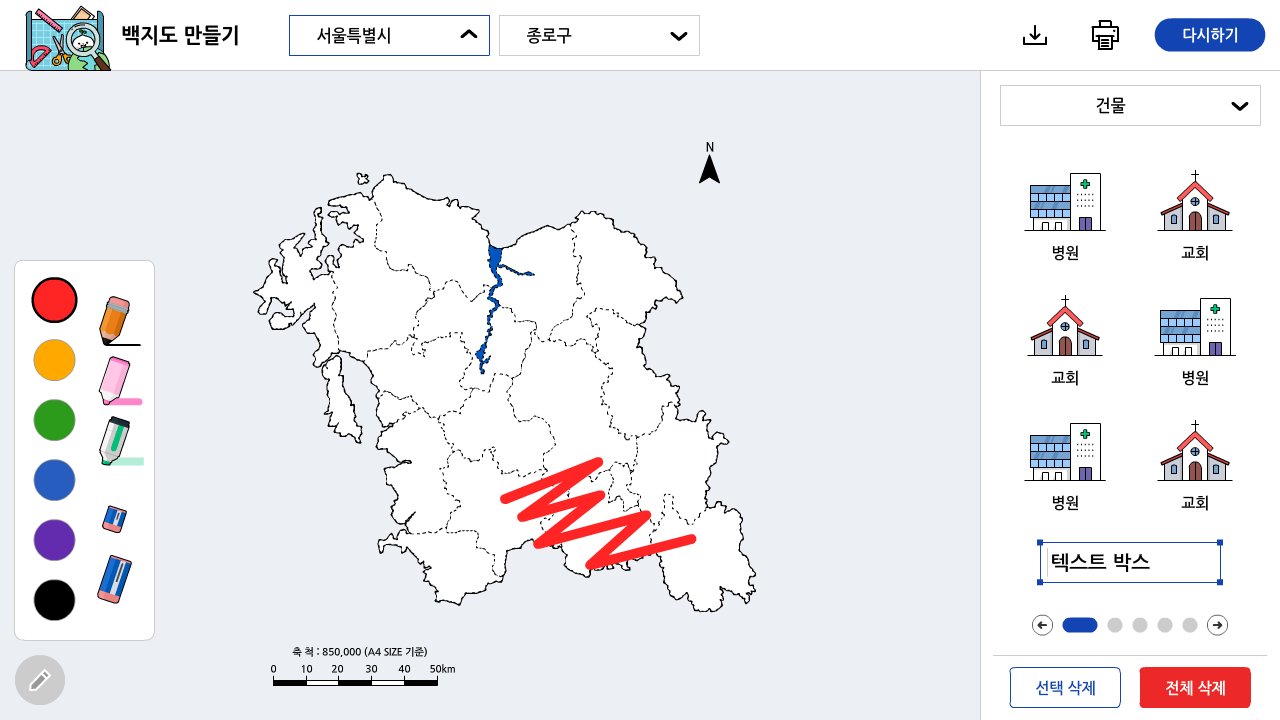 백지도 만들기
서울특별시
종로구
다시하기
건물
N
병원
교회
교회
병원
병원
교회
텍스트 박스
축 척 : 850,000 (A4 SIZE 기준)
0 10 20 30 40 50km
선택 삭제
전체 삭제